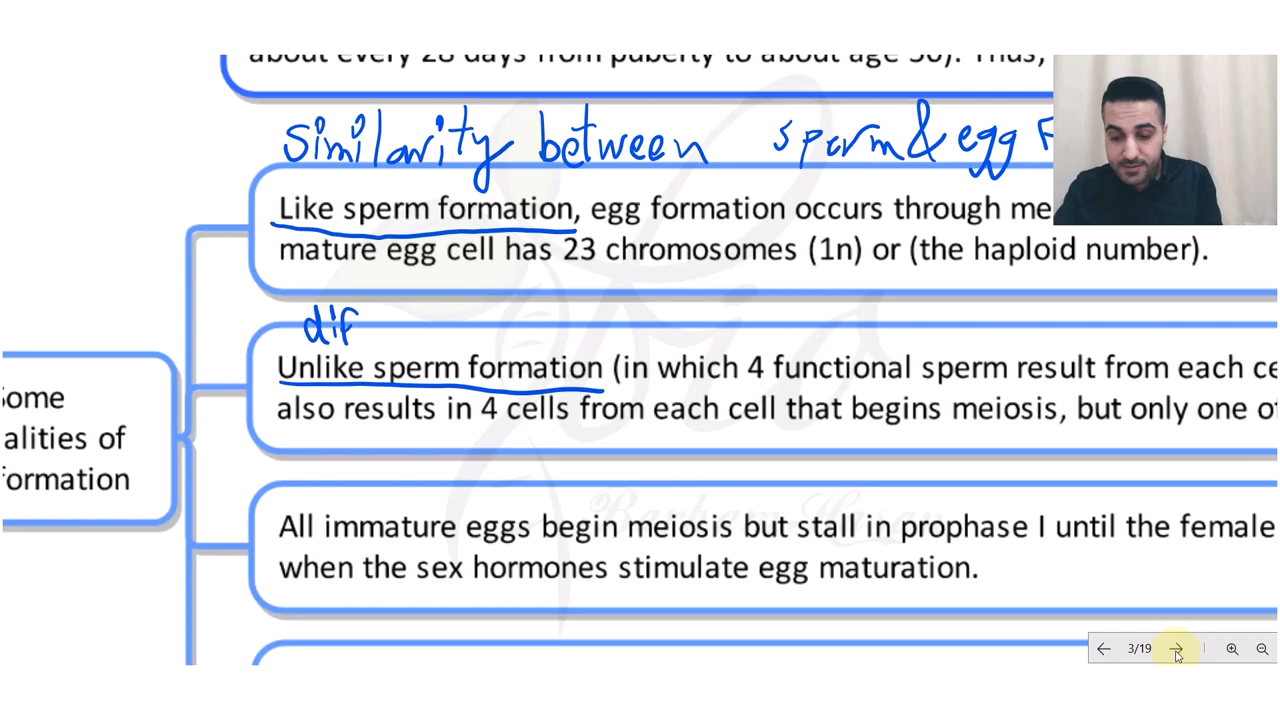 about every 28 days from puberty to about age 50). Thus,
Similarity between sperm & egg F
Like sperm formation, egg formation occurs through me
mature egg cell has 23 chromosomes (1n) or (the haploid number).
dif
Unlike sperm formation (in which 4 functional sperm result from each ce
also results in 4 cells from each cell that begins meiosis, but only one of
Some
alities of
formation
All immature eggs begin meiosis but stall in prophase I until the female
when the sex hormones stimulate egg maturation.
Bio
3/19